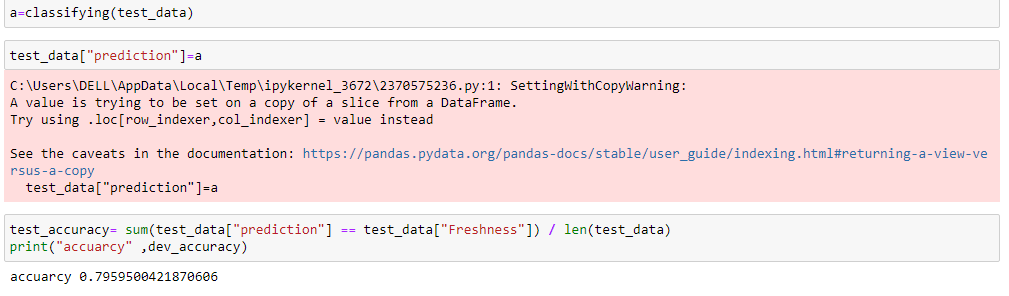 a=classifying(test_data)
test_data["prediction"]=a
C:\Users\DELL\AppData\Local\Temp\ipykernel_3672\2370575236.py:1: SettingWithCopyWarning:
A value is trying to be set on a copy of a slice from a DataFrame.
Try using .loc[row_indexer,col_indexer] = value instead
See the caveats in the documentation: https://pandas.pydata.org/pandas-docs/stable/user_guide/indexing.html#returning-a-view-ve
rsus-a-copy
test_data["prediction"]=a
test_accuracy= sum(test_data["prediction"] == test_data["Freshness"]) / len(test_data)
print("accuarcy" ,dev_accuracy)
accuarcy 0.7959500421870606